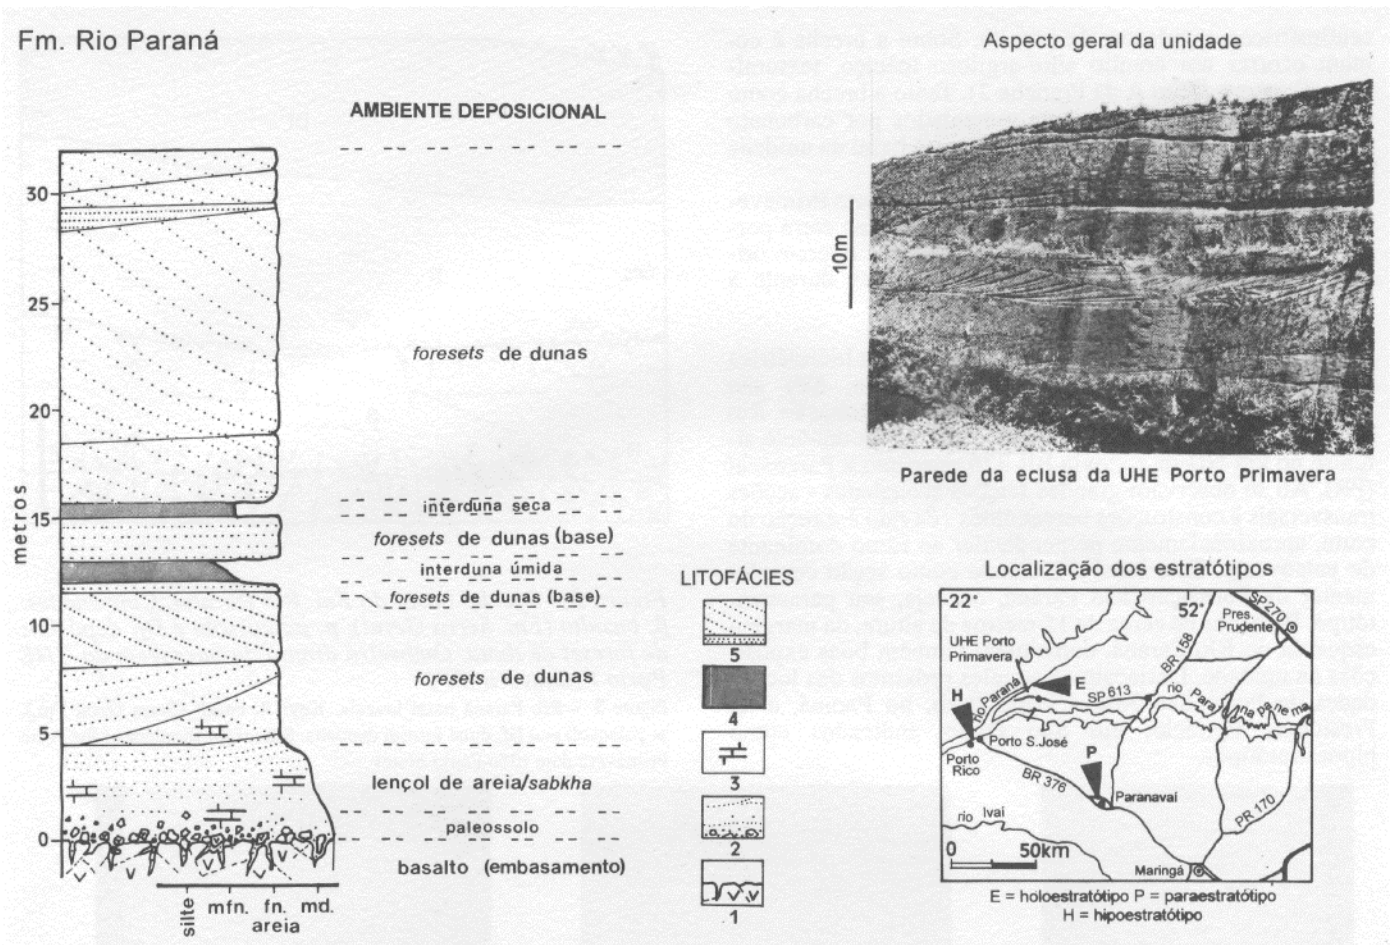 Fm. Rio Paraná
AMBIENTE DEPOSICIONAL
metros
30
25
20
15
10
5
0
foresets de dunas
interduna seca
foresets de dunas (base)
interduna úmida
foresets de dunas (base)
foresets de dunas
lençol de areia/sabkha
paleossolo
basalto (embasamento)
silte
mfn.
fn.
md.
areia
LITOFÁCIES
5
4
3
2
1
Aspecto geral da unidade
10m
Parede da eclusa da UHE Porto Primavera
Localização dos estratótipos
22°
52°
SP270
Pres.
Prudente
UHE Porto
Primavera
BR 158
E
SP 613
rio Paranapanema
rio Paraná
H
Porto S.José
Porto
Rico
P
BR 376
Paranavaí
PR 170
rio Ivaí
0
50km
Maringá
E = holoestratótipo P = paraestratótipo
H = hipoestratótipo